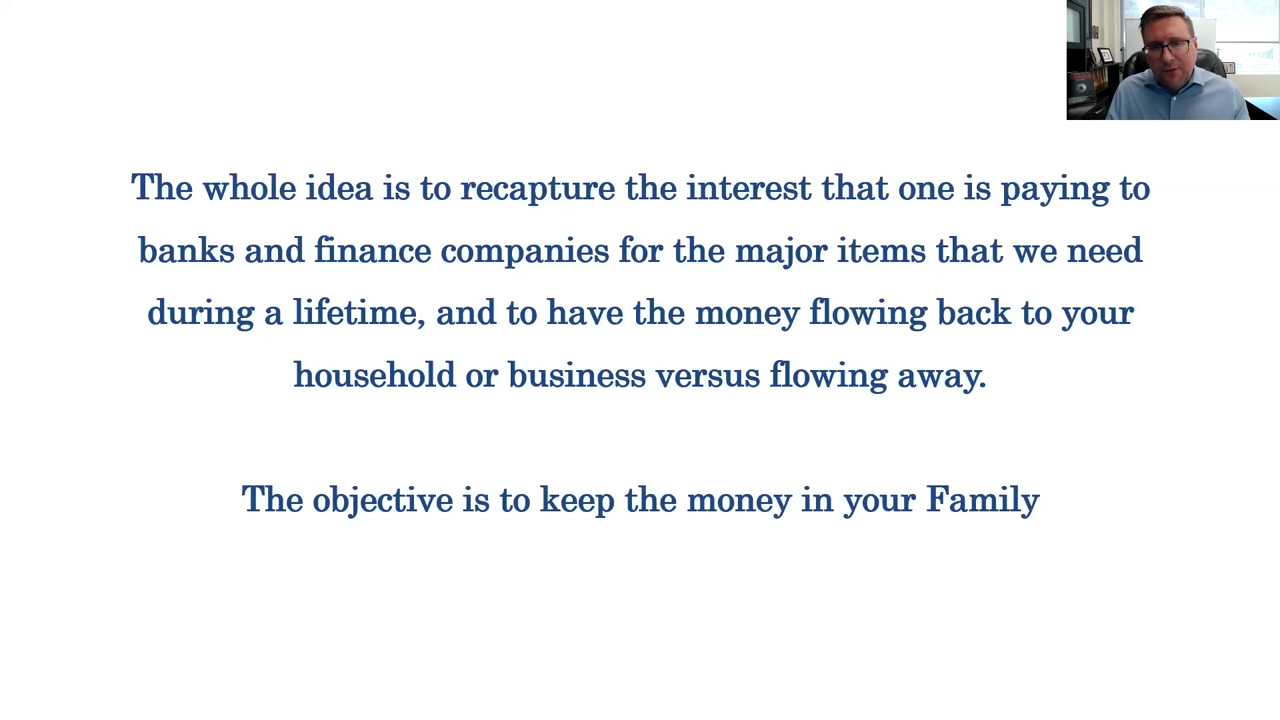 The whole idea is to recapture the interest that one is paying to
banks and finance companies for the major items that we need
during a lifetime, and to have the money flowing back to your
household or business versus flowing away.
The objective is to keep the money in your Family